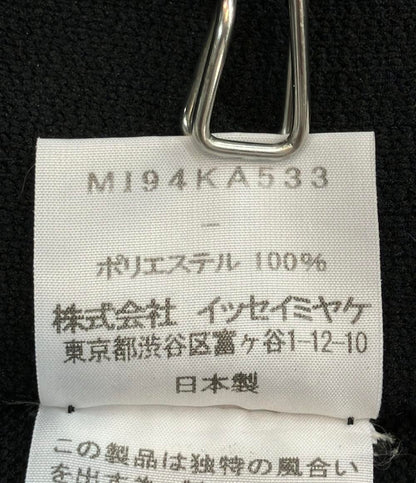 MI94KA533
—
ポリエステル 100%
株式会社 イッセイミヤケ
東京都渋谷区富ヶ谷1-12-10
日本製
この製品は独特の風合い
を出す為